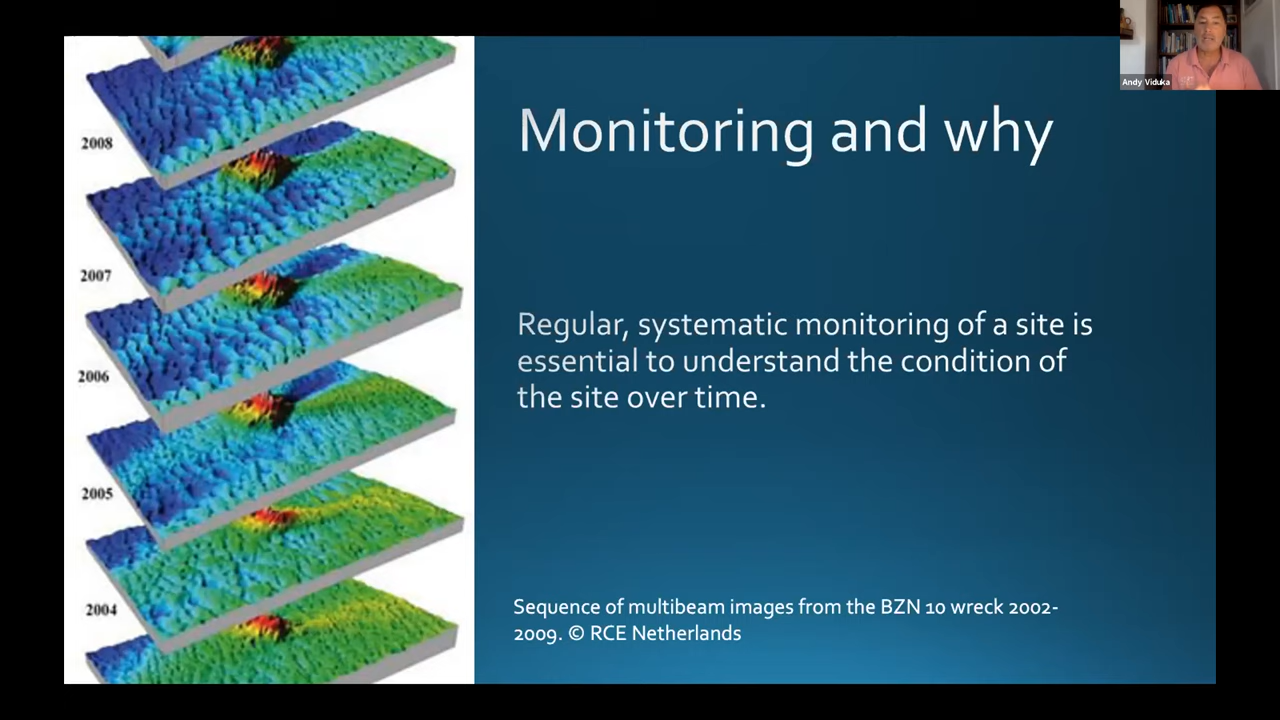 Andy Viduka
Monitoring and why
Regular, systematic monitoring of a site is
essential to understand the condition of
the site over time.
2008
2007
2006
2005
2004
Sequence of multibeam images from the BZN 10 wreck 2002-
2009. © RCE Netherlands